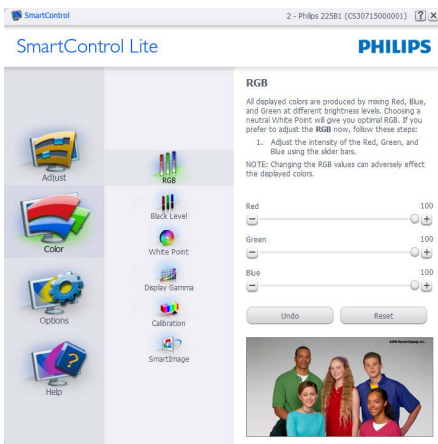 SmartControl
2 - Philips 225B1 (CS30715000001)
SmartControl Lite
PHILIPS
Adjust
Color
Options
Help
RGB
Black Level
White Point
Display Gamma
Calibration
SmartImage
RGB
All displayed colors are produced by mixing Red, Blue,
and Green at different brightness levels. Choosing a
neutral White Point will give you optimal RGB. If you
prefer to adjust the RGB now, follow these steps:
1. Adjust the intensity of the Red, Green, and
Blue using the slider bars.
NOTE: Changing the RGB values can adversely effect
the displayed colors.
Red 100
Green 100
Blue 100
Undo
Reset